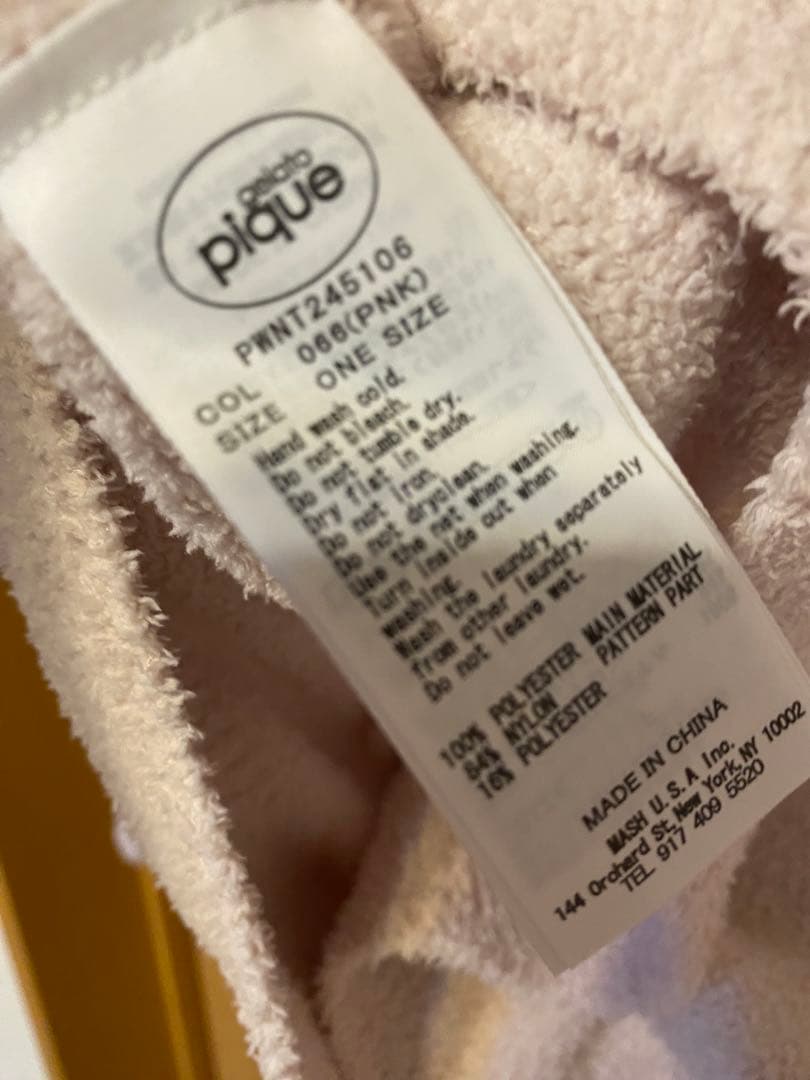 gelato
pique
PWNT245106
COL 066(PNK)
SIZE ONE SIZE
Hand wash cold.
Do not bleach.
Do not tumble dry.
Dry flat in shade.
Do not iron.
Do not dryclean.
Use the net when washing.
Turn inside out when
washing.
Wash the laundry separately
from other laundry.
Do not leave wet.
100% POLYESTER MAIN MATERIAL
84% NYLON PATTERN PART
16% POLYESTER
MADE IN CHINA
MASH U.S.A Inc.
144 Orchard St, New York, NY 10002
TEL 917 409 5520